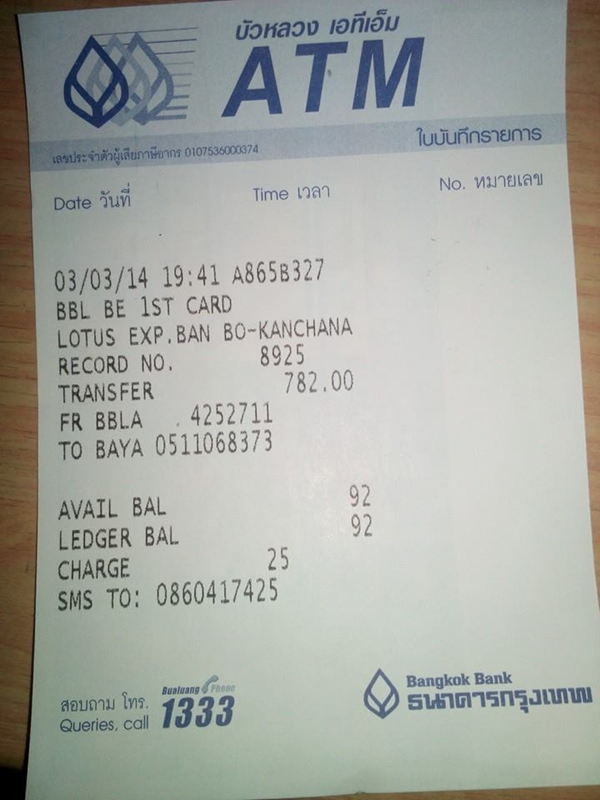 บัวหลวง เอทีเอ็ม
ATM
เลขประจำตัวผู้เสียภาษีอากร 0107536000374
ใบบันทึกรายการ
Date วันที่ Time เวลา No. หมายเลข
03/03/14 19:41 A865B327
BBL BE 1ST CARD
LOTUS EXP.BAN BO-KANCHANA
RECORD NO. 8925
TRANSFER 782.00
FR BBLA .4252711
TO BAYA 0511068373
AVAIL BAL 92
LEDGER BAL 92
CHARGE 25
SMS TO: 0860417425
สอบถาม โทร.
Queries, call
Bualuang Phone
1333
Bangkok Bank
ธนาคารกรุงเทพ